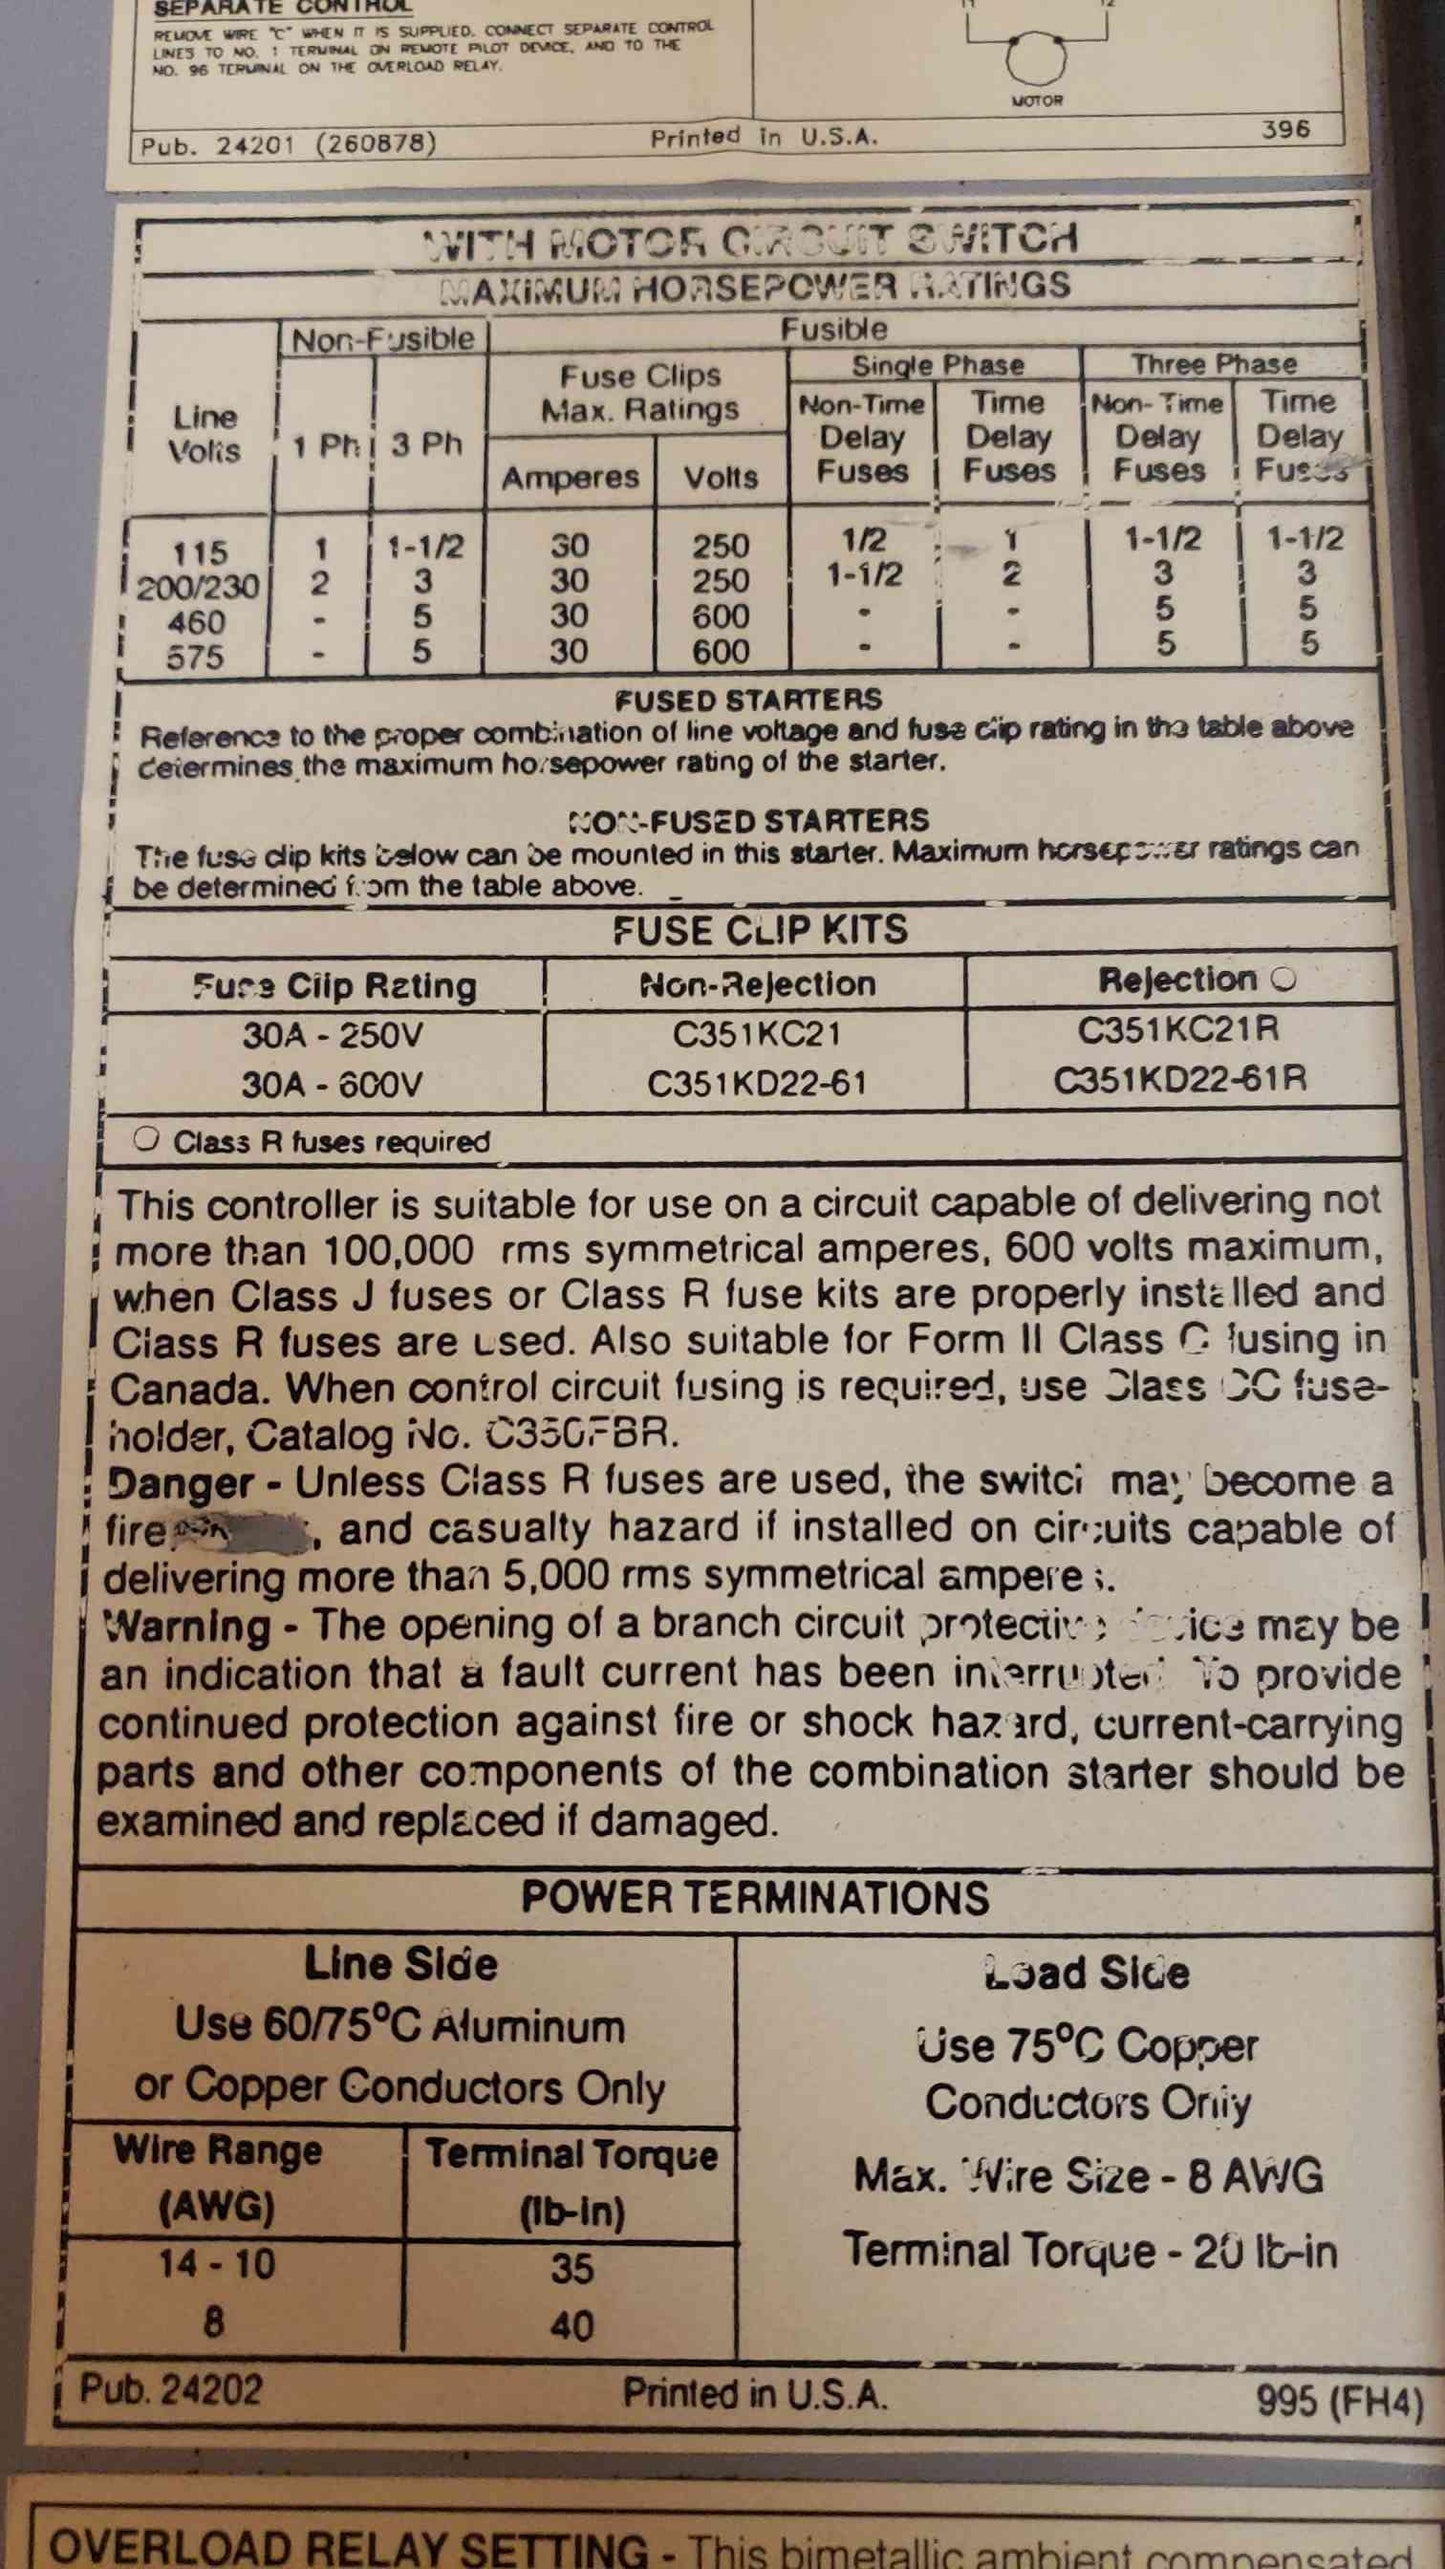 SEPARATE CONTROL
REMOVE WIRE "C" WHEN IT IS SUPPLIED. CONNECT SEPARATE CONTROL
LINES TO NO. 1 TERMINAL ON REMOTE PILOT DEVICE, AND TO THE
NO. 96 TERMINAL ON THE OVERLOAD RELAY.
MOTOR
Pub. 24201 (260878) Printed in U.S.A. 396
WITH MOTOR CIRCUIT SWITCH
MAXIMUM HORSEPOWER RATINGS
Non-Fusible Fusible
Fuse Clips Single Phase Three Phase
Line Max. Ratings Non-Time Time Non-Time Time
Volts 1 Ph 3 Ph Delay Delay Delay Delay
Amperes Volts Fuses Fuses Fuses Fuses
115 1 1-1/2 30 250 1/2 1 1-1/2 1-1/2
200/230 2 3 30 250 1-1/2 2 3 3
460 - 5 30 600 - - 5 5
575 - 5 30 600 - - 5 5
FUSED STARTERS
Reference to the proper combination of line voltage and fuse clip rating in the table above
determines the maximum horsepower rating of the starter.
NON-FUSED STARTERS
The fuse clip kits below can be mounted in this starter. Maximum horsepower ratings can
be determined from the table above.
FUSE CLIP KITS
Fuse Clip Rating Non-Rejection Rejection ○
30A - 250V C351KC21 C351KC21R
30A - 600V C351KD22-61 C351KD22-61R
○ Class R fuses required
This controller is suitable for use on a circuit capable of delivering not
more than 100,000 rms symmetrical amperes, 600 volts maximum,
when Class J fuses or Class R fuse kits are properly installed and
Class R fuses are used. Also suitable for Form II Class C fusing in
Canada. When control circuit fusing is required, use Class CC fuse-
holder, Catalog No.
Danger - Unless Class R fuses are used, the switch may become a
fire, and casualty hazard if installed on circuits capable of
delivering more than 5,000 rms symmetrical amperes.
Warning - The opening of a branch circuit protective device may be
an indication that a fault current has been interrupted. To provide
continued protection against fire or shock hazard, current-carrying
parts and other components of the combination starter should be
examined and replaced if damaged.
POWER TERMINATIONS
Line Side
Use 60/75°C Aluminum
or Copper Conductors Only
Wire Range Terminal Torque
(AWG) (lb-in)
14 - 10 35
8 40
Load Side
Use 75°C Copper
Conductors Only
Max. Wire Size - 8 AWG
Terminal Torque - 20 lb-in
Pub. 24202 Printed in U.S.A. 995 (FH4)
OVERLOAD RELAY SETTING - This bimetallic ambient compensated